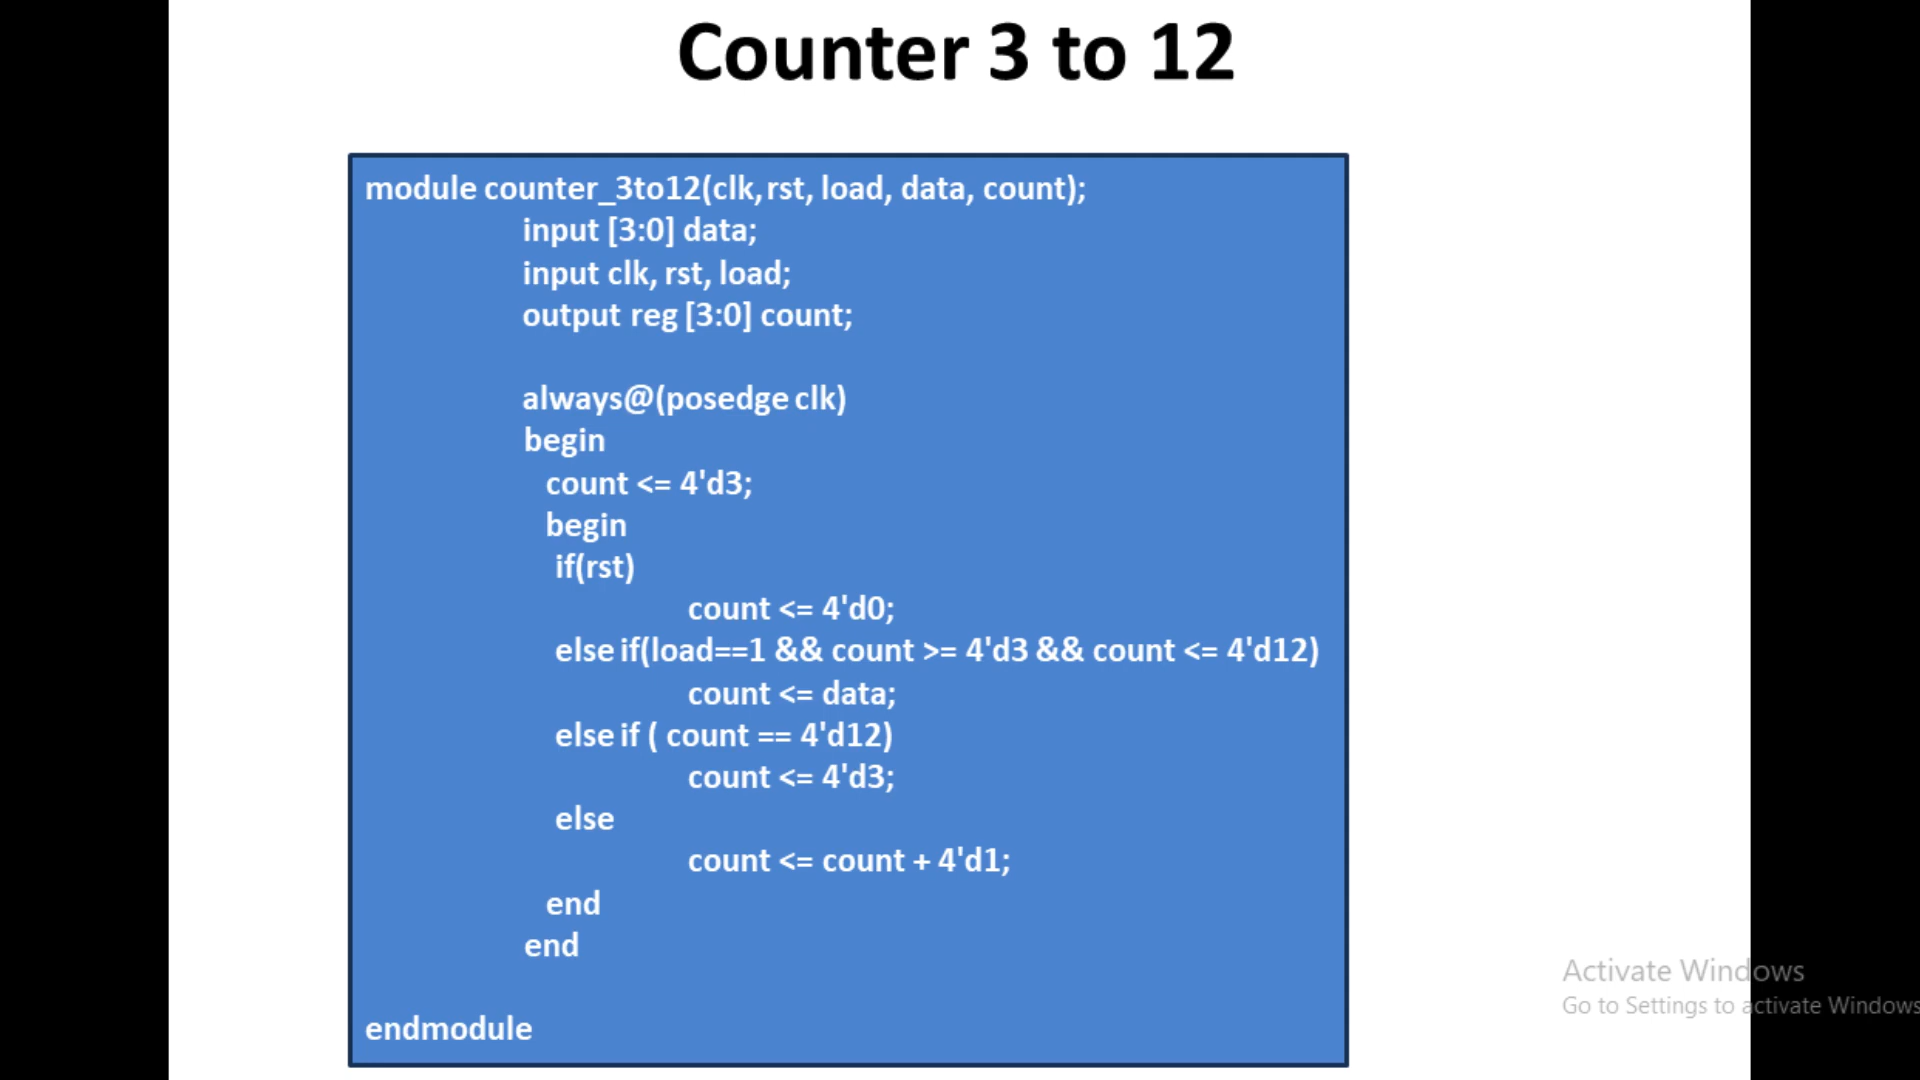 Counter 3 to 12
module counter_3to12(clk, rst, load, data, count);
input [3:0] data;
input clk, rst, load;
output reg [3:0] count;
always@(posedge clk)
begin
count <= 4'd3;
begin
if(rst)
count <= 4'd0;
else if(load==1 && count >= 4'd3 && count <= 4'd12)
count <= data;
else if ( count == 4'd12)
count <= 4'd3;
else
count <= count + 4'd1;
end
end
endmodule
Activate Windows
Go to Settings to activate Windows